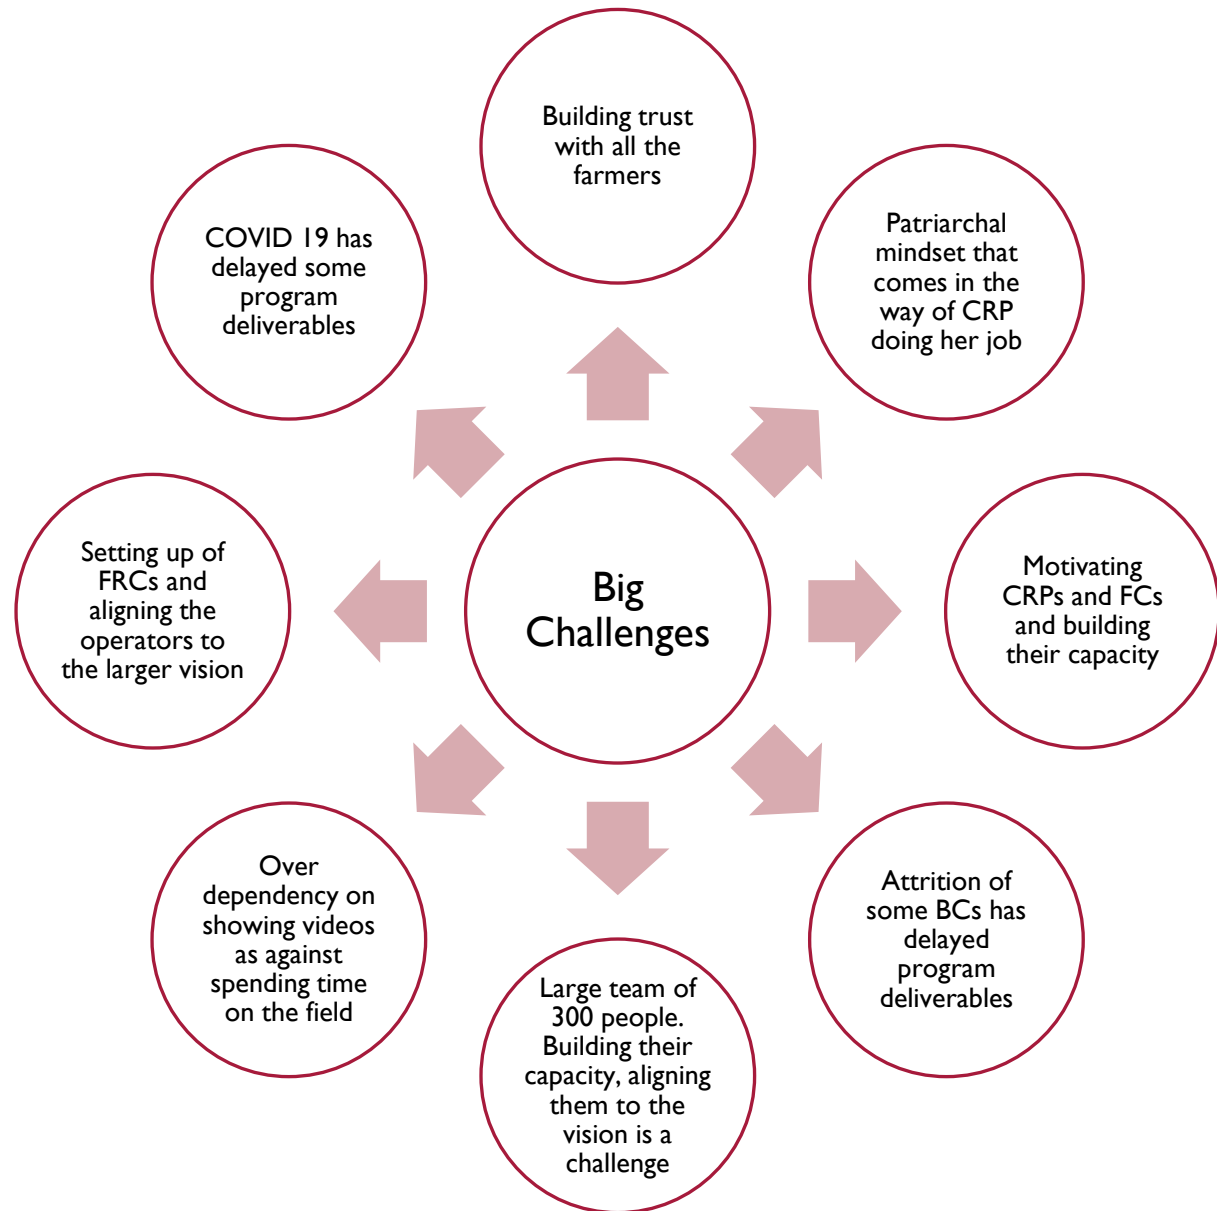 Building trust
with all the
farmers
Patriarchal
mindset that
comes in the
way of CRP
doing her job
Motivating
CRPs and FCs
and building
their capacity
Attrition of
some BCs has
delayed
program
deliverables
Large team of
300 people.
Building their
capacity, aligning
them to the
vision is a
challenge
Over
dependency on
showing videos
as against
spending time
on the field
Setting up of
FRCs and
aligning the
operators to
the larger vision
COVID 19 has
delayed some
program
deliverables
Big
Challenges